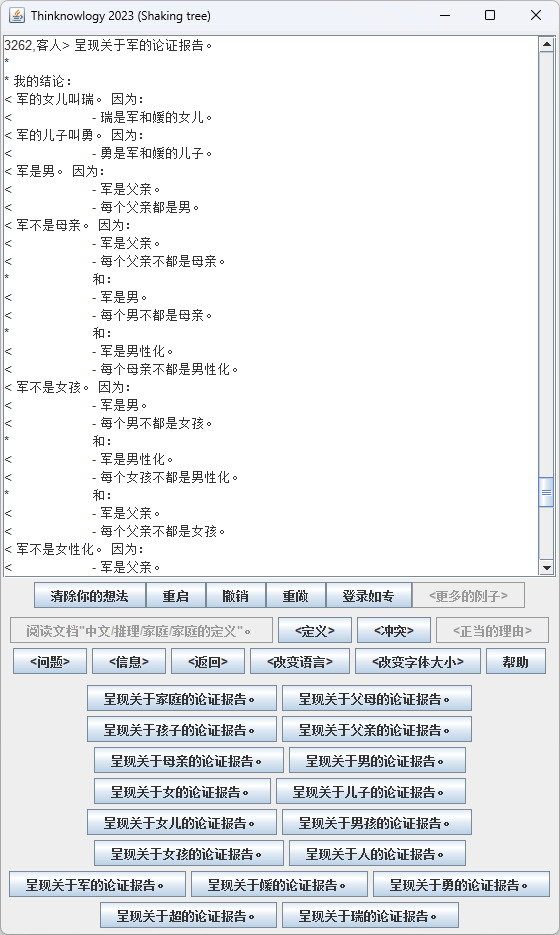 Thinknowlogy 2023 (Shaking tree)
3262,客人> 呈现关于军的论证报告。
*
* 我的结论:
< 军的女儿叫瑞。 因为:
< - 瑞是军和媛的女儿。
< 军的儿子叫勇。 因为:
< - 勇是军和媛的儿子。
< 军是男。 因为:
< - 军是父亲。
< - 每个父亲都是男。
< 军不是母亲。 因为:
< - 军是父亲。
< - 每个父亲不都是母亲。
* 和:
< - 军是男。
< - 每个男不都是母亲。
* 和:
< - 军是男性化。
< - 每个母亲不都是男性化。
< 军不是女孩。 因为:
< - 军是男。
< - 每个男不都是女孩。
* 和:
< - 军是男性化。
< - 每个女孩不都是男性化。
* 和:
< - 军是父亲。
< - 每个父亲不都是女孩。
< 军不是女性化。 因为:
< - 军是父亲。
清除你的想法 重启 撤销 重做 登录如专 <更多的例子>
阅读文档"中文/推理/家庭/家庭的定义"。 <定义> <冲突> <正当的理由>
<问题> <信息> <返回> <改变语言> <改变字体大小> 帮助
呈现关于家庭的论证报告。 呈现关于父母的论证报告。
呈现关于孩子的论证报告。 呈现关于父亲的论证报告。
呈现关于母亲的论证报告。 呈现关于男的论证报告。
呈现关于女的论证报告。 呈现关于儿子的论证报告。
呈现关于女儿的论证报告。 呈现关于男孩的论证报告。
呈现关于女孩的论证报告。 呈现关于人的论证报告。
呈现关于军的论证报告。 呈现关于媛的论证报告。 呈现关于勇的论证报告。
呈现关于超的论证报告。 呈现关于瑞的论证报告。